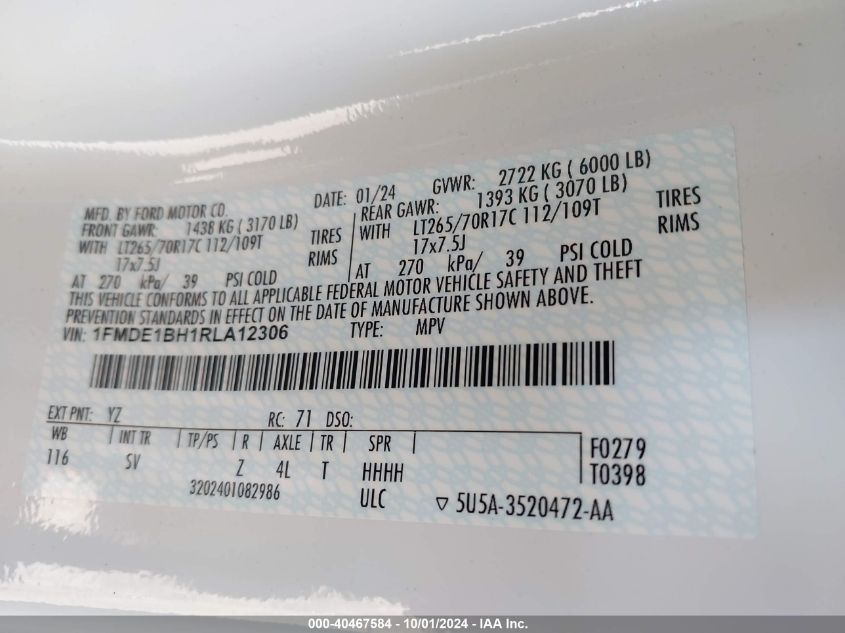 MFD. BY FORD MOTOR CO. DATE: 01/24 GVWR: 2722 KG ( 6000 LB)
FRONT GAWR: 1438 KG ( 3170 LB) REAR GAWR: 1393 KG ( 3070 LB)
WITH LT265/70R17C 112/109T TIRES WITH LT265/70R17C 112/109T TIRES
17x7.5J RIMS 17x7.5J RIMS
AT 270 kPa/ 39 PSI COLD AT 270 kPa/ 39 PSI COLD
THIS VEHICLE CONFORMS TO ALL APPLICABLE FEDERAL MOTOR VEHICLE SAFETY AND THEFT
PREVENTION STANDARDS IN EFFECT ON THE DATE OF MANUFACTURE SHOWN ABOVE.
VIN: 1FMDE1BH1RLA12306 TYPE: MPV
EXT PNT: YZ RC: 71 DSO:
WB INT TR TP/PS R AXLE TR SPR F0279
116 SV Z 4L T HHHH T0398
3202401082986 ULC ▽ 5U5A-3520472-AA
000-40467584 - 10/01/2024 - IAA Inc.